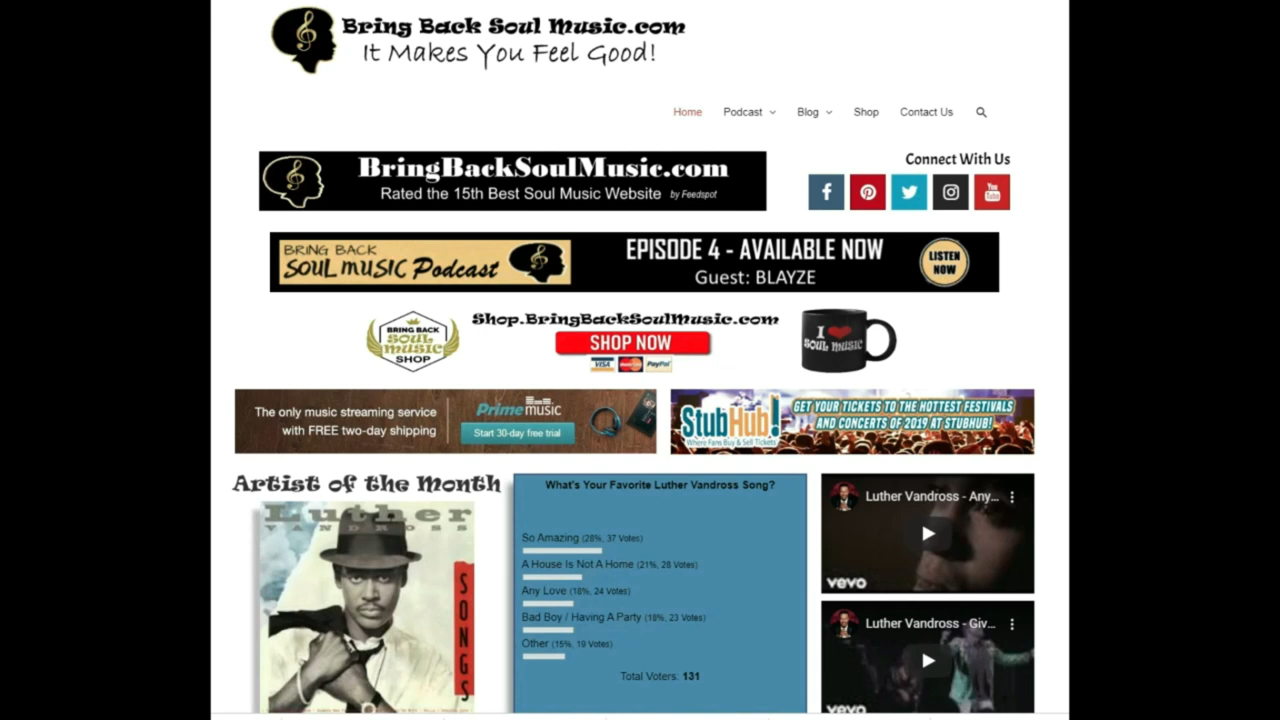 Bring Back Soul Music.com
It Makes You Feel Good!
Home Podcast Blog Shop Contact Us
BringBackSoulMusic.com
Rated the 15th Best Soul Music Website by Feedspot
Connect With Us
You
Tube
BRING BACK
SOUL MUSIC Podcast
EPISODE 4 - AVAILABLE NOW
Guest: BLAYZE
LISTEN
NOW
BRING BACK
SOUL
MUSIC
SHOP
Shop.BringBackSoulMusic.com
SHOP NOW
VISA MasterCard PayPal
I
SOUL MUSIC
The only music streaming service
with FREE two-day shipping
Prime music
Start 30-day free trial
StubHub!
Where Fans Buy & Sell Tickets
GET YOUR TICKETS TO THE HOTTEST FESTIVALS
AND CONCERTS OF 2019 AT STUBHUB!
Artist of the Month
Luther
VANDROSS
SONGS
What's Your Favorite Luther Vandross Song?
So Amazing (28%, 37 Votes)
A House Is Not A Home (21%, 28 Votes)
Any Love (18%, 24 Votes)
Bad Boy / Having A Party (18%, 23 Votes)
Other (15%, 19 Votes)
Total Voters: 131
Luther Vandross - Any...
vevo
Luther Vandross - Giv...
vevo